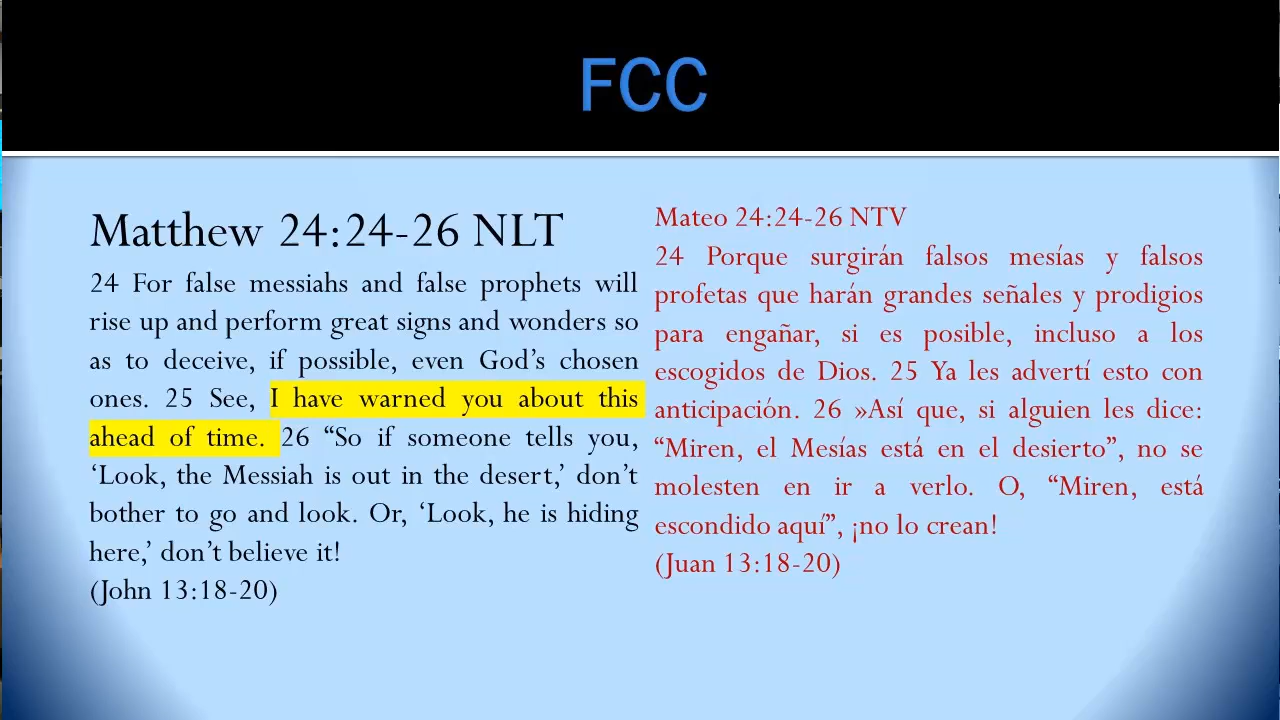 FCC
Matthew 24:24-26 NLT
24 For false messiahs and false prophets will
rise up and perform great signs and wonders so
as to deceive, if possible, even God’s chosen
ones. 25 See, I have warned you about this
ahead of time. 26 “So if someone tells you,
‘Look, the Messiah is out in the desert,’ don’t
bother to go and look. Or, ‘Look, he is hiding
here,’ don’t believe it!
(John 13:18-20)
Mateo 24:24-26 NTV
24 Porque surgirán falsos mesías y falsos
profetas que harán grandes señales y prodigios
para engañar, si es posible, incluso a los
escogidos de Dios. 25 Ya les advertí esto con
anticipación. 26 »Así que, si alguien les dice:
“Miren, el Mesías está en el desierto”, no se
molesten en ir a verlo. O, “Miren, está
escondido aquí”, ¡no lo crean!
(Juan 13:18-20)